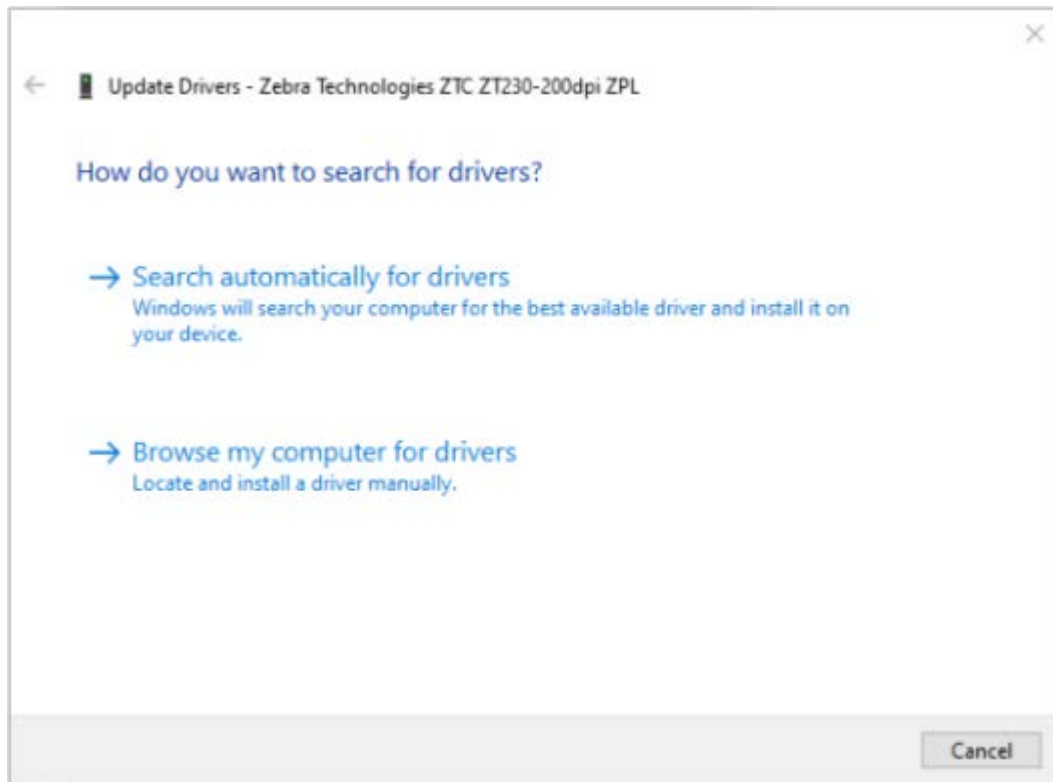 Update Drivers - Zebra Technologies ZTC ZT230-200dpi ZPL
How do you want to search for drivers?
Search automatically for drivers
Windows will search your computer for the best available driver and install it on
your device.
Browse my computer for drivers
Locate and install a driver manually.
Cancel